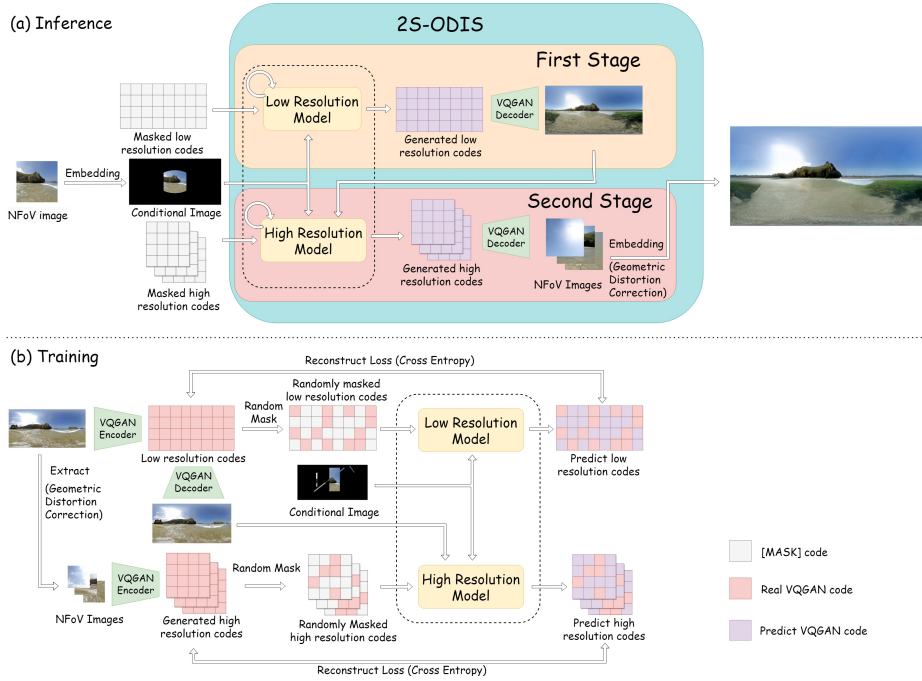 (a) Inference
2S-ODIS
First Stage
Low Resolution
Model
VQGAN
Decoder
Masked low
resolution codes
Generated low
resolution codes
Embedding
NFoV image
Conditional Image
Second Stage
High Resolution
Model
VQGAN
Decoder
Embedding
(Geometric
Distortion
Correction)
Generated high
resolution codes
NFoV Images
Masked high
resolution codes
(b) Training
Reconstruct Loss (Cross Entropy)
Randomly masked
low resolution codes
Random
Mask
VQGAN
Encoder
Low Resolution
Model
Low resolution codes
Predict low
resolution codes
Extract
(Geometric
Distortion
Correction)
VQGAN
Decoder
Conditional Image
[MASK] code
VQGAN
Encoder
Random Mask
High Resolution
Model
Real VQGAN code
NFoV Images
Generated high
resolution codes
Randomly Masked
high resolution codes
Predict high
resolution codes
Predict VQGAN code
Reconstruct Loss (Cross Entropy)